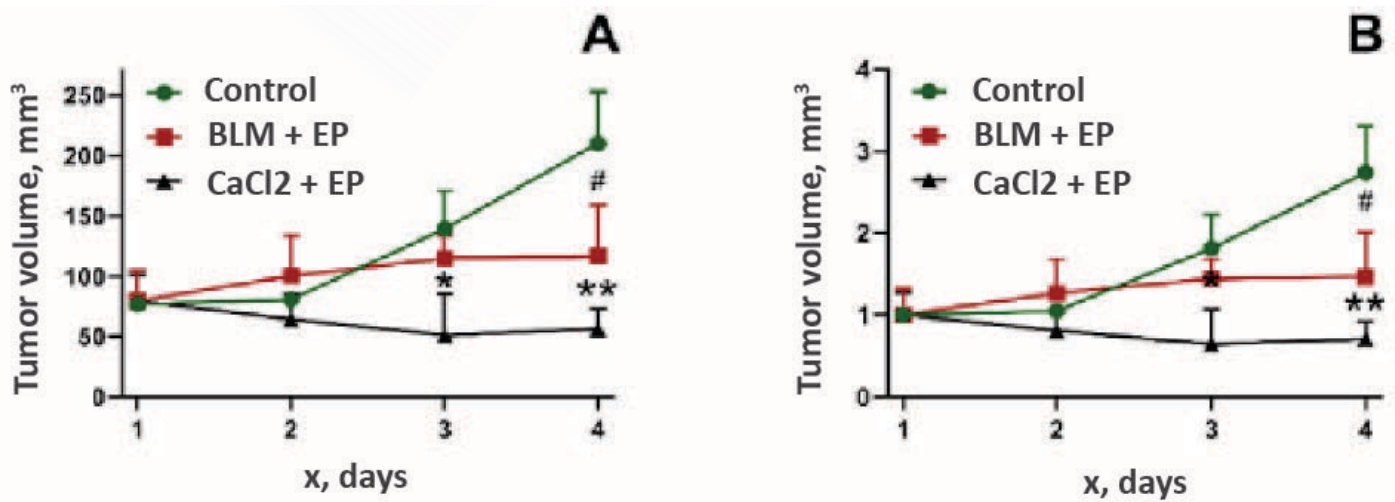 A
Tumor volume, mm³
250
200
150
100
50
0
Control
BLM + EP
CaCl2 + EP
#
*
**
1 2 3 4
x, days
B
Tumor volume, mm³
4
3
2
1
0
Control
BLM + EP
CaCl2 + EP
#
*
**
1 2 3 4
x, days